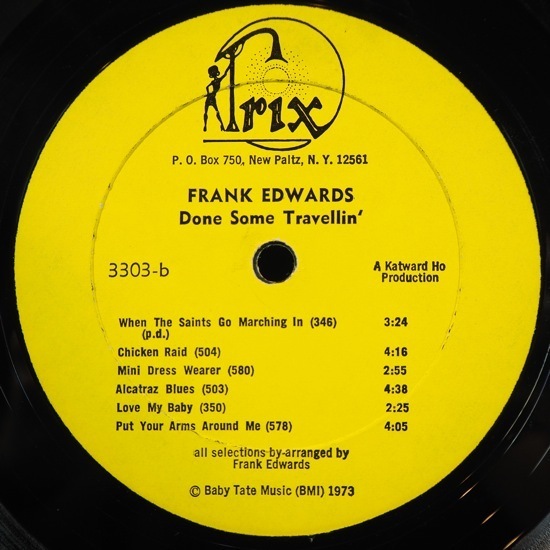 Trix
P. O. Box 750, New Paltz, N. Y. 12561
FRANK EDWARDS
Done Some Travellin'
3303-b
A Katward Ho
Production
When The Saints Go Marching In (346) 3:24
(p.d.)
Chicken Raid (504) 4:16
Mini Dress Wearer (580) 2:55
Alcatraz Blues (503) 4:38
Love My Baby (350) 2:25
Put Your Arms Around Me (578) 4:05
all selections by arranged by
Frank Edwards
© Baby Tate Music (BMI) 1973